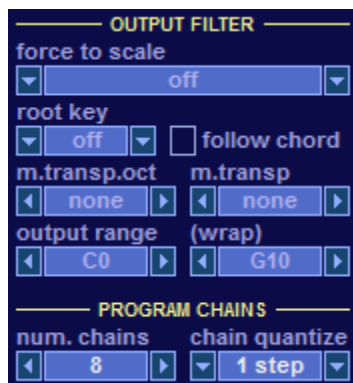 OUTPUT FILTER
force to scale
off
root key
off follow chord
m.transp.oct m.transp
none none
output range (wrap)
C0 G10
PROGRAM CHAINS
num. chains chain quantize
8 1 step